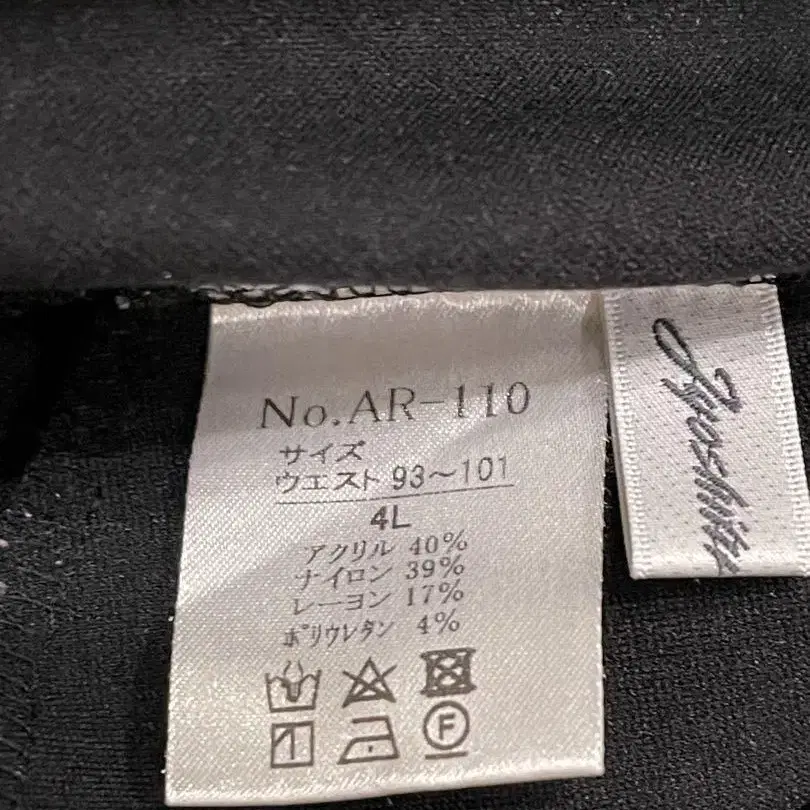 No.AR-110
サイズ
ウエスト 93〜101
4L
アクリル 40%
ナイロン 39%
レーヨン 17%
ポリウレタン 4%
F